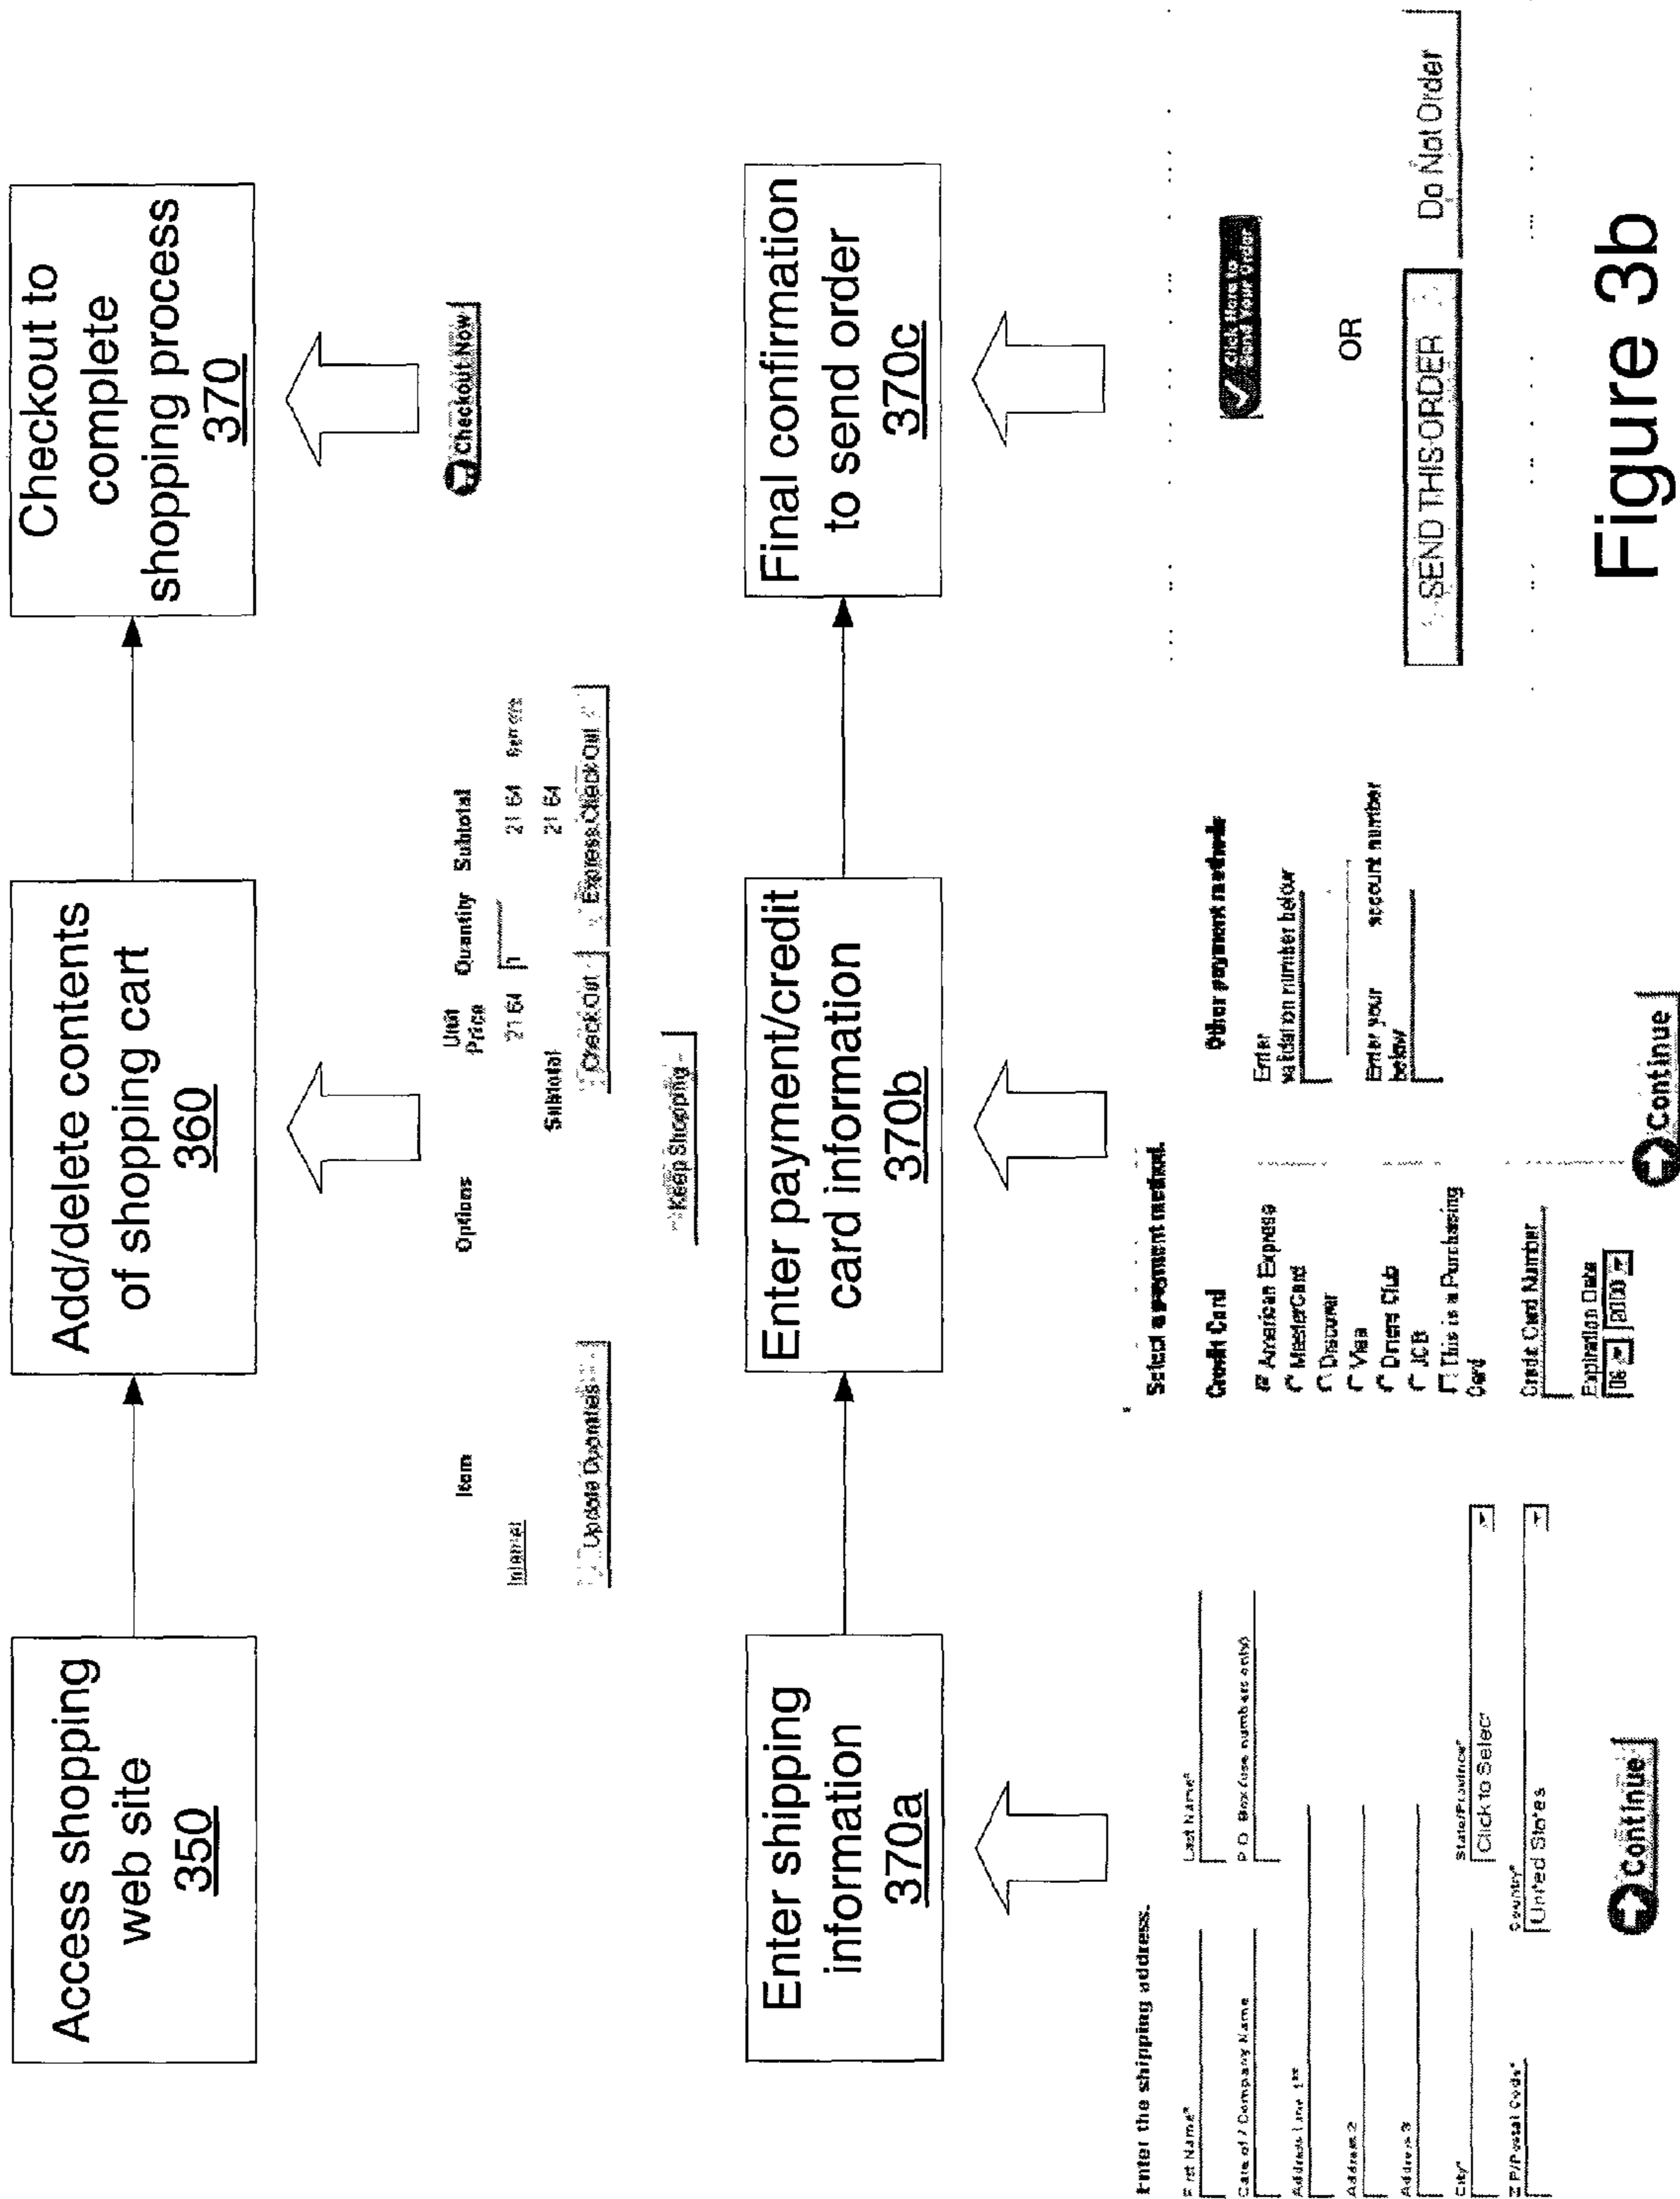 Access shopping
web site
350
Add/delete contents
of shopping cart
360
Checkout to
complete
shopping process
370
Item
Options
Unit
Price
Quantity
Subtotal
Internet
21 64
1
21 64
Subtotal
21 64
Update Quantities
Check Out
Express Check Out
Keep Shopping
Checkout Now
Enter shipping
information
370a
Enter payment/credit
card information
370b
Final confirmation
to send order
370c
Enter the shipping address.
First Name*
Last Name*
Company Name
P.O. Box (use numbers only)
Address Line 1**
Address 2
Address 3
City*
State/Province*
Click to Select
ZIP/Postal Code*
Country*
United States
Continue
Select a payment method.
Credit Card
American Express
MasterCard
Discover
Visa
Diners Club
JCB
This is a Purchasing
Card
Credit Card Number
Expiration Date
06 2000
Other payment methods
Enter
validation number below
Enter your account number
below
Continue
Click Here to
Send Your Order
OR
SEND THIS ORDER
Do Not Order
Figure 3b